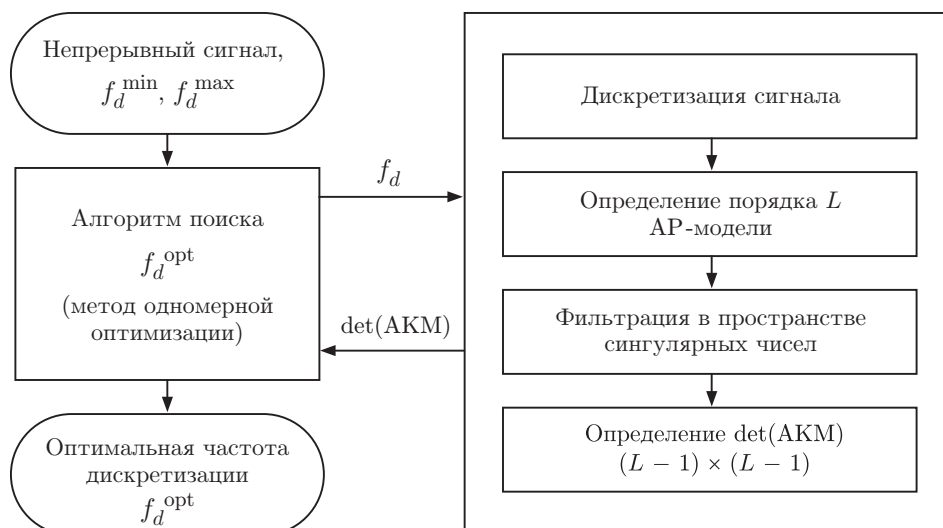 Непрерывный сигнал,
f_d^min, f_d^max
Алгоритм поиска
f_d^opt
(метод одномерной
оптимизации)
Оптимальная частота
дискретизации
f_d^opt
f_d
det(АКМ)
Дискретизация сигнала
Определение порядка L
АР-модели
Фильтрация в пространстве
сингулярных чисел
Определение det(АКМ)
(L − 1) × (L − 1)